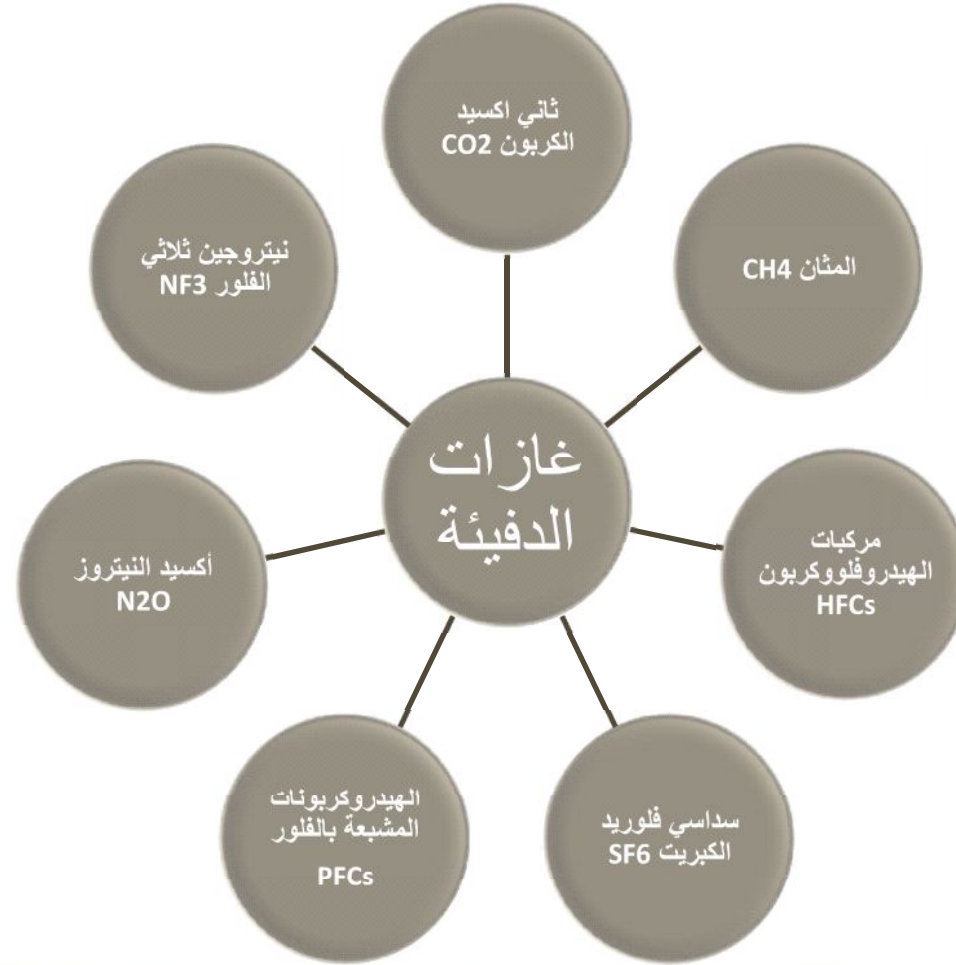 غازات
الدفيئة
ثاني اكسيد
الكربون CO2
المثان CH4
مركبات
الهيدروفلووكربون
HFCs
سداسي فلوريد
الكبريت SF6
الهيدروكربونات
المشبعة بالفلور
PFCs
أكسيد النيتروز
N2O
نيتروجين ثلاثي
الفلور NF3